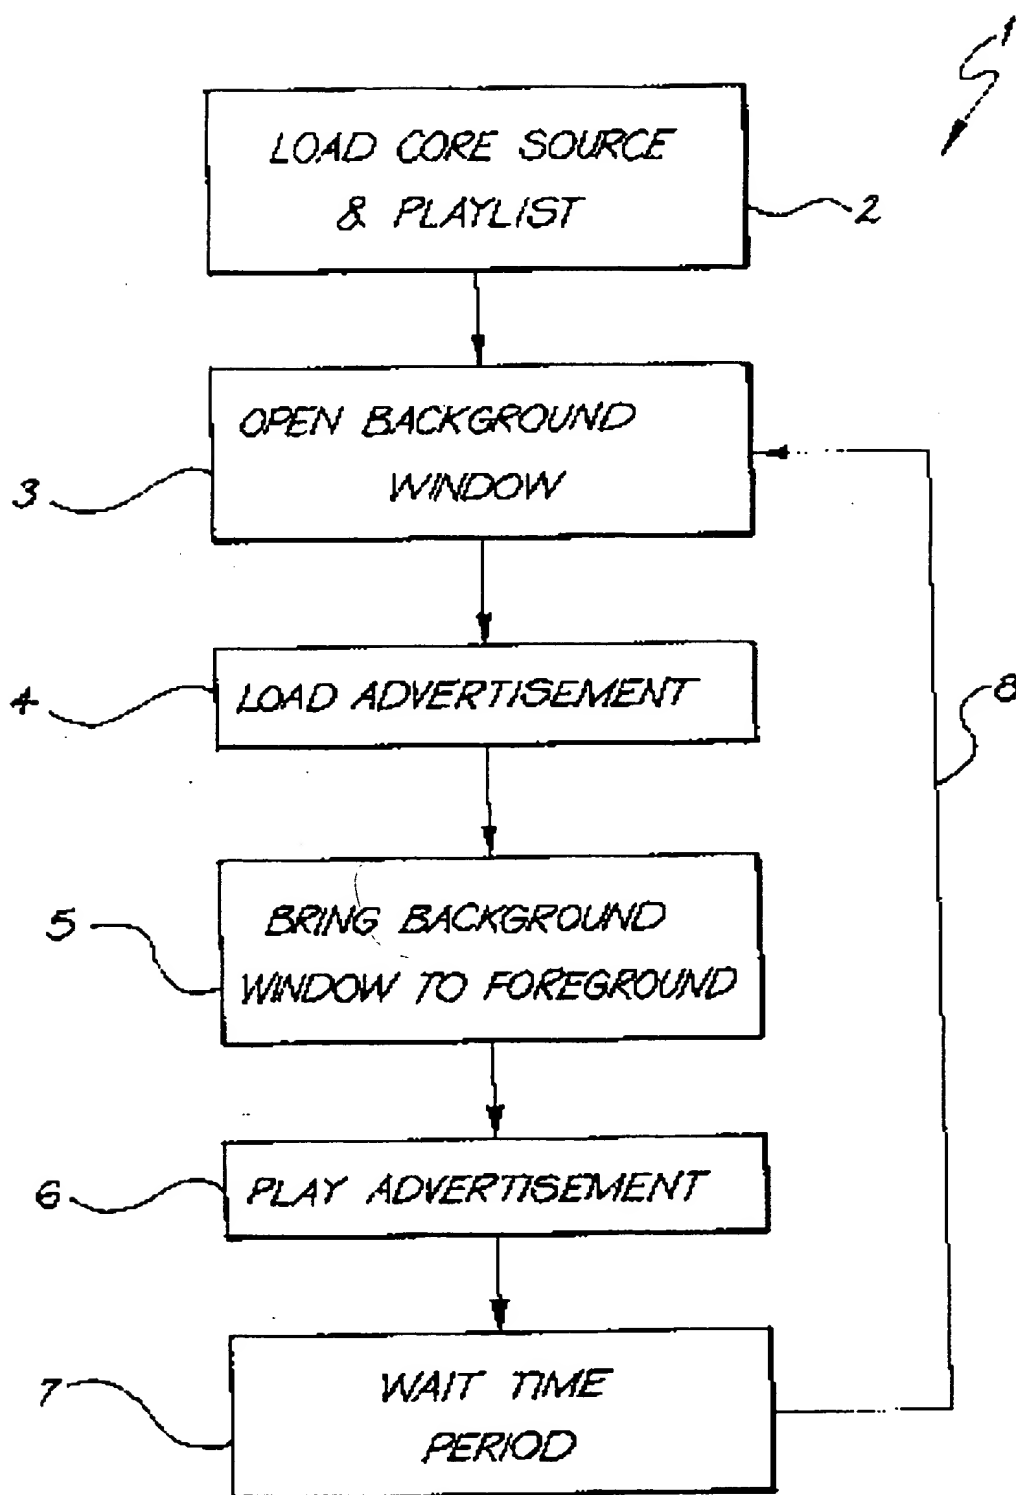 1
LOAD CORE SOURCE
& PLAYLIST
2
OPEN BACKGROUND
WINDOW
3
4
LOAD ADVERTISEMENT
8
5
BRING BACKGROUND
WINDOW TO FOREGROUND
6
PLAY ADVERTISEMENT
7
WAIT TIME
PERIOD